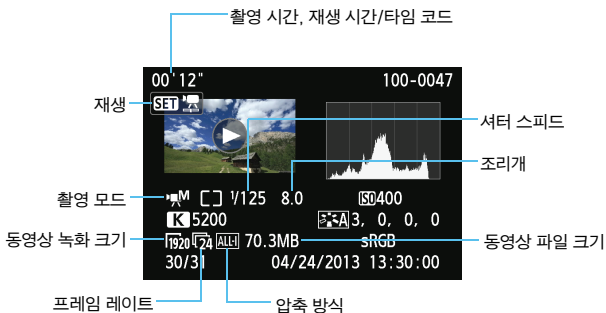 촬영 시간, 재생 시간/타임 코드
00'12" 100-0047
재생 SET
셔터 스피드
조리개
촬영 모드 M 1/125 8.0 ISO400
K 5200 A 3, 0, 0, 0
동영상 녹화 크기 1920 24 ALL-I 70.3MB sRGB 동영상 파일 크기
30/31 04/24/2013 13:30:00
프레임 레이트 압축 방식